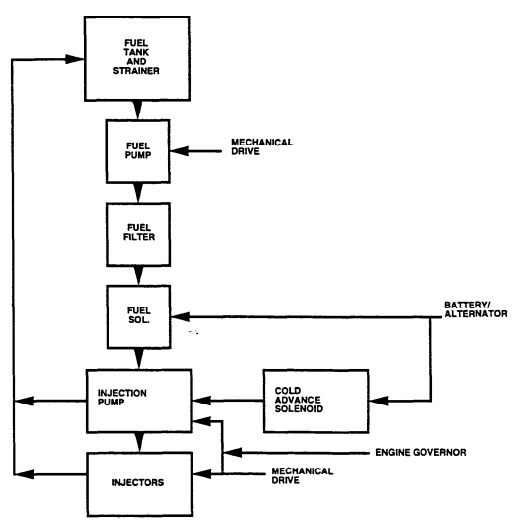 FUEL
TANK
AND
STRAINER
FUEL
PUMP
MECHANICAL
DRIVE
FUEL
FILTER
FUEL
SOL.
BATTERY/
ALTERNATOR
INJECTION
PUMP
COLD
ADVANCE
SOLENOID
ENGINE GOVERNOR
INJECTORS
MECHANICAL
DRIVE